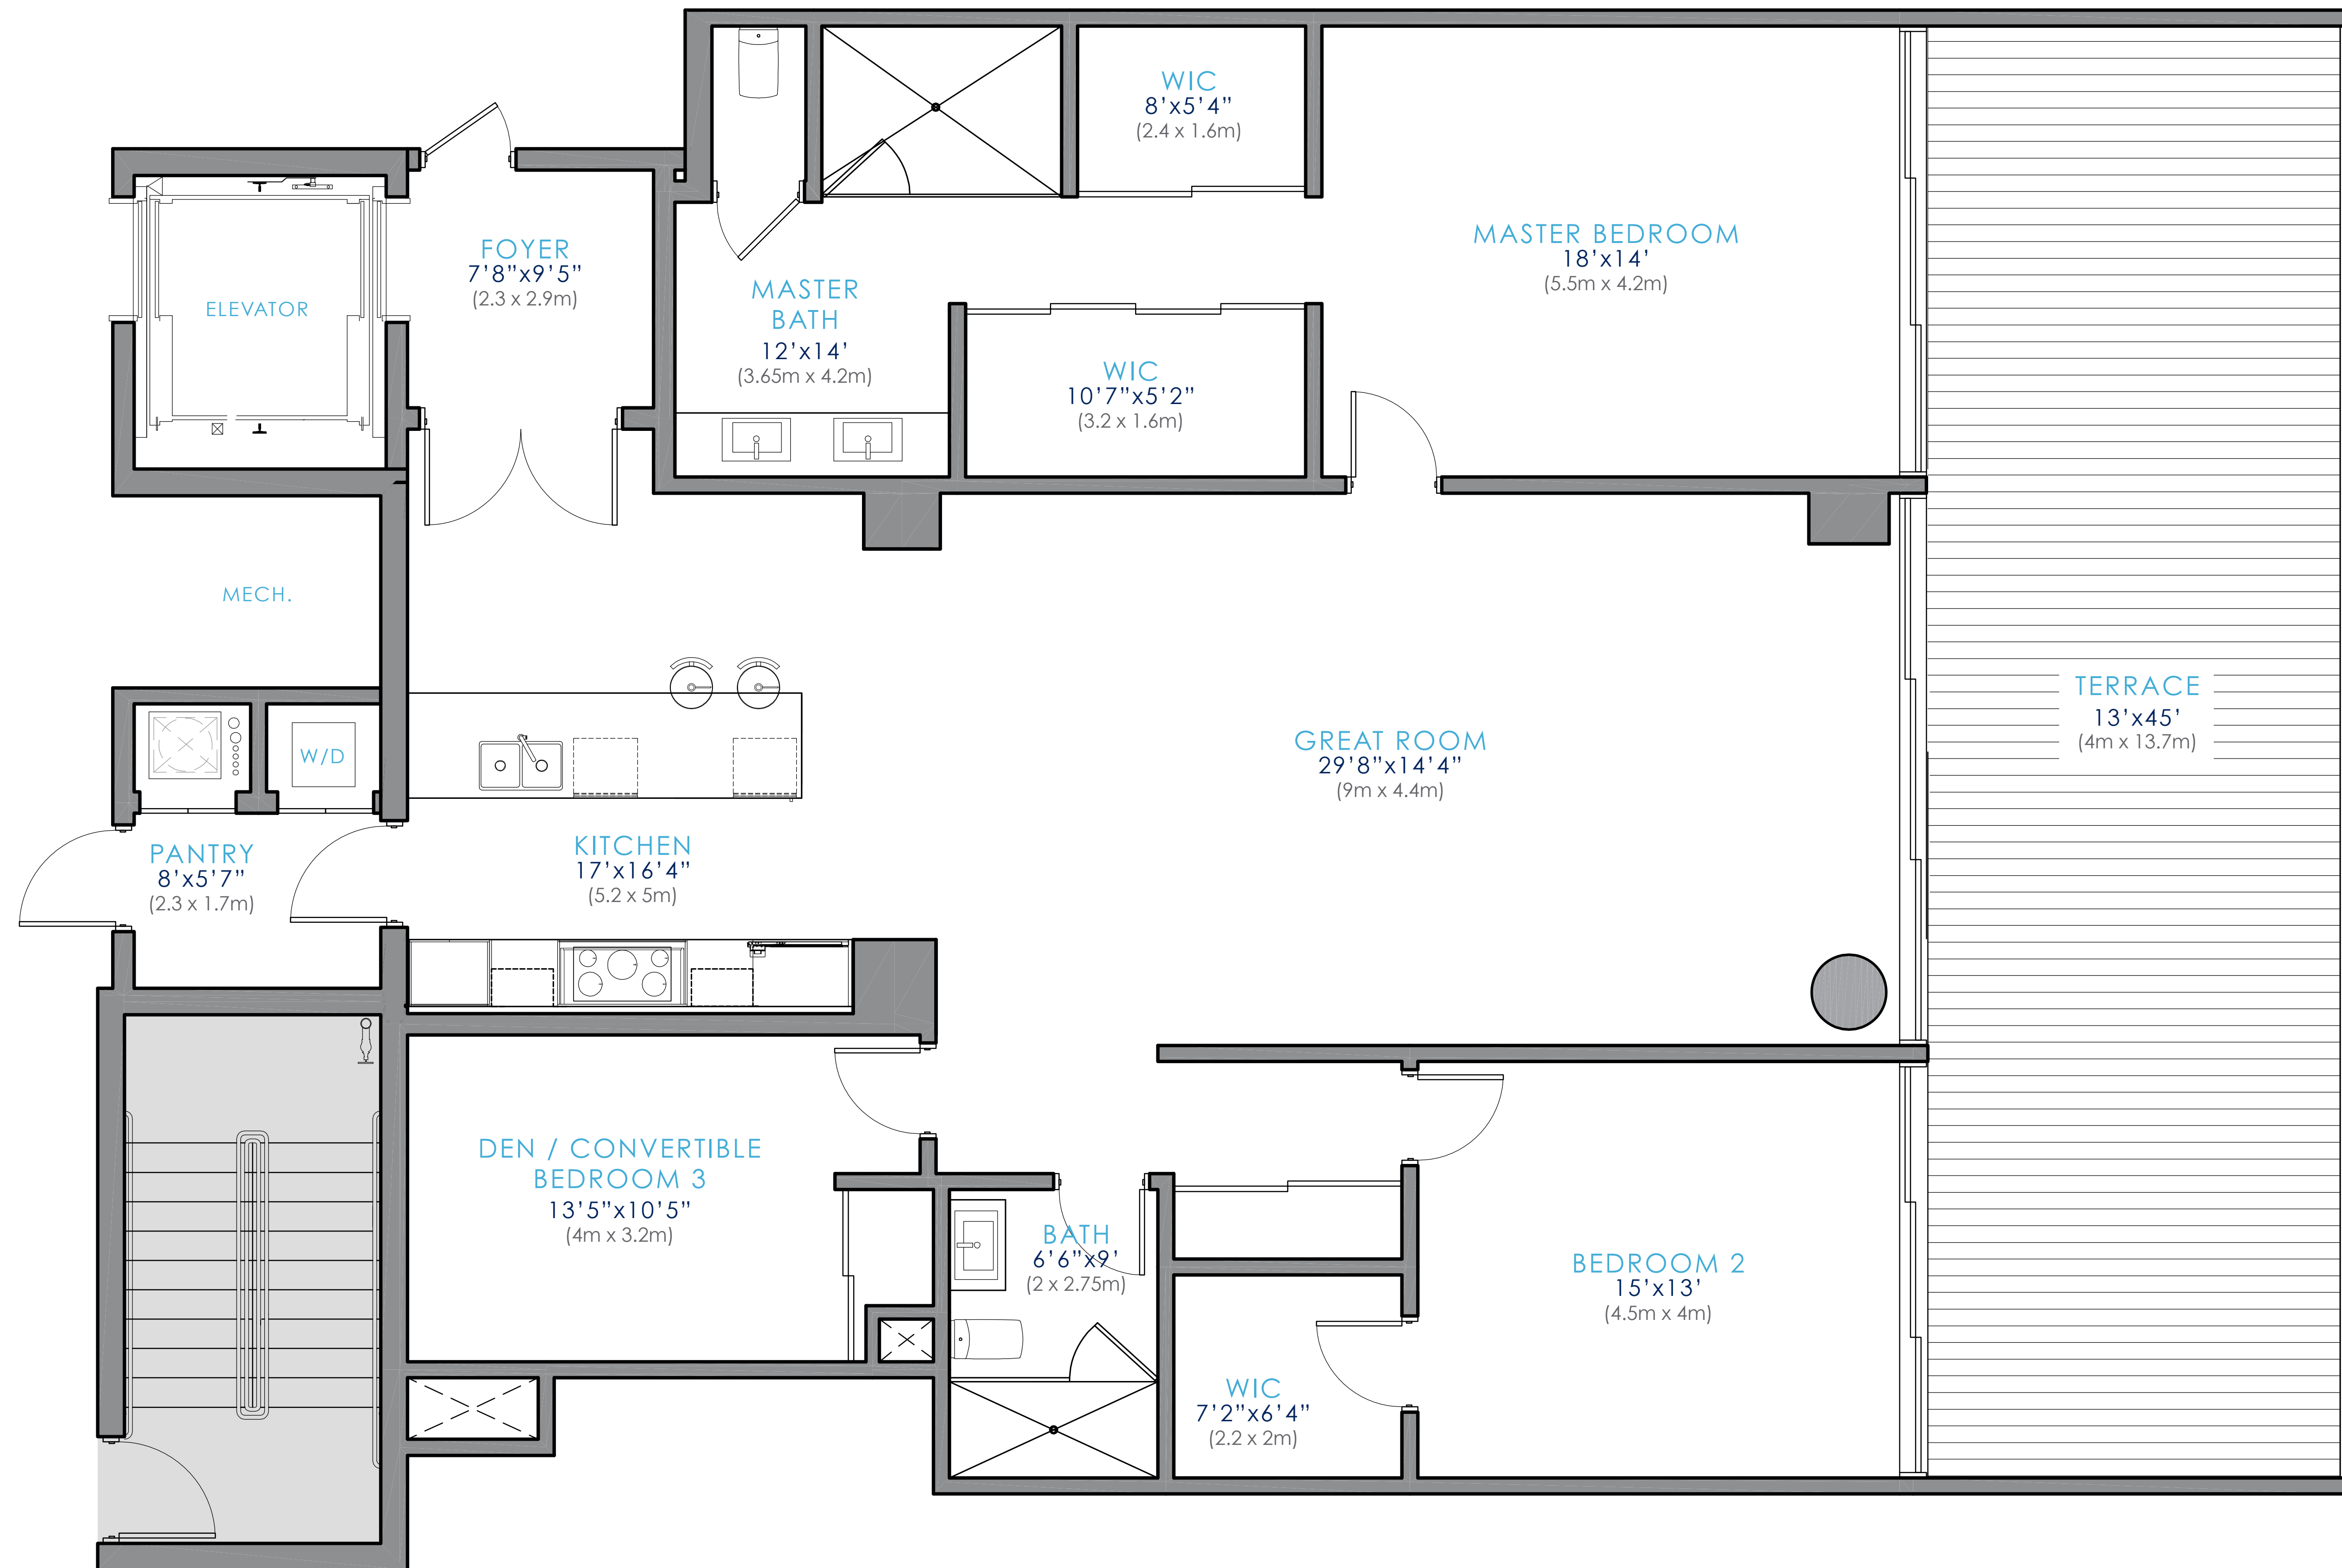 WIC
8’x5’4”
(2.4 x 1.6m)
FOYER
7’8”x9’5”
(2.3 x 2.9m)
ELEVATOR
MASTER
BATH
12’x14’
(3.65m x 4.2m)
MASTER BEDROOM
18’x14’
(5.5m x 4.2m)
WIC
10’7”x5’2”
(3.2 x 1.6m)
MECH.
W/D
PANTRY
8’x5’7”
(2.3 x 1.7m)
KITCHEN
17’x16’4”
(5.2 x 5m)
GREAT ROOM
29’8”x14’4”
(9m x 4.4m)
TERRACE
13’x45’
(4m x 13.7m)
DEN / CONVERTIBLE
BEDROOM 3
13’5”x10’5”
(4m x 3.2m)
BATH
6’6”x9’
(2 x 2.75m)
BEDROOM 2
15’x13’
(4.5m x 4m)
WIC
7’2”x6’4”
(2.2 x 2m)